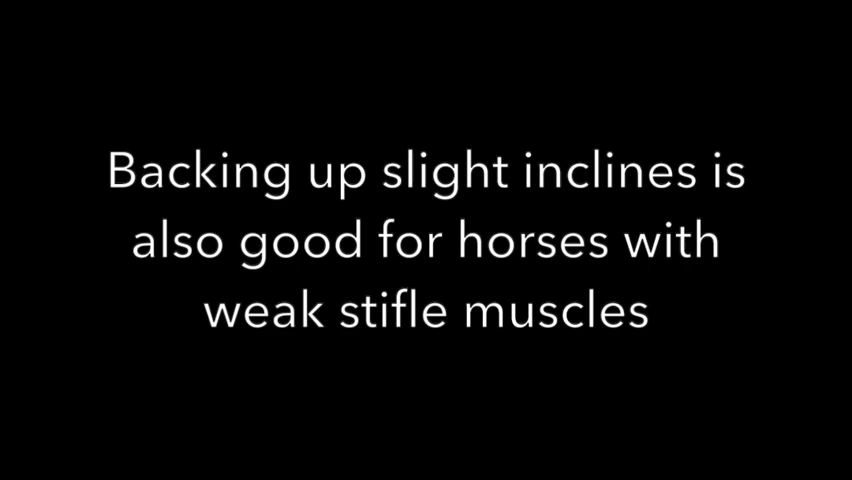 Backing up slight inclines is
also good for horses with
weak stifle muscles